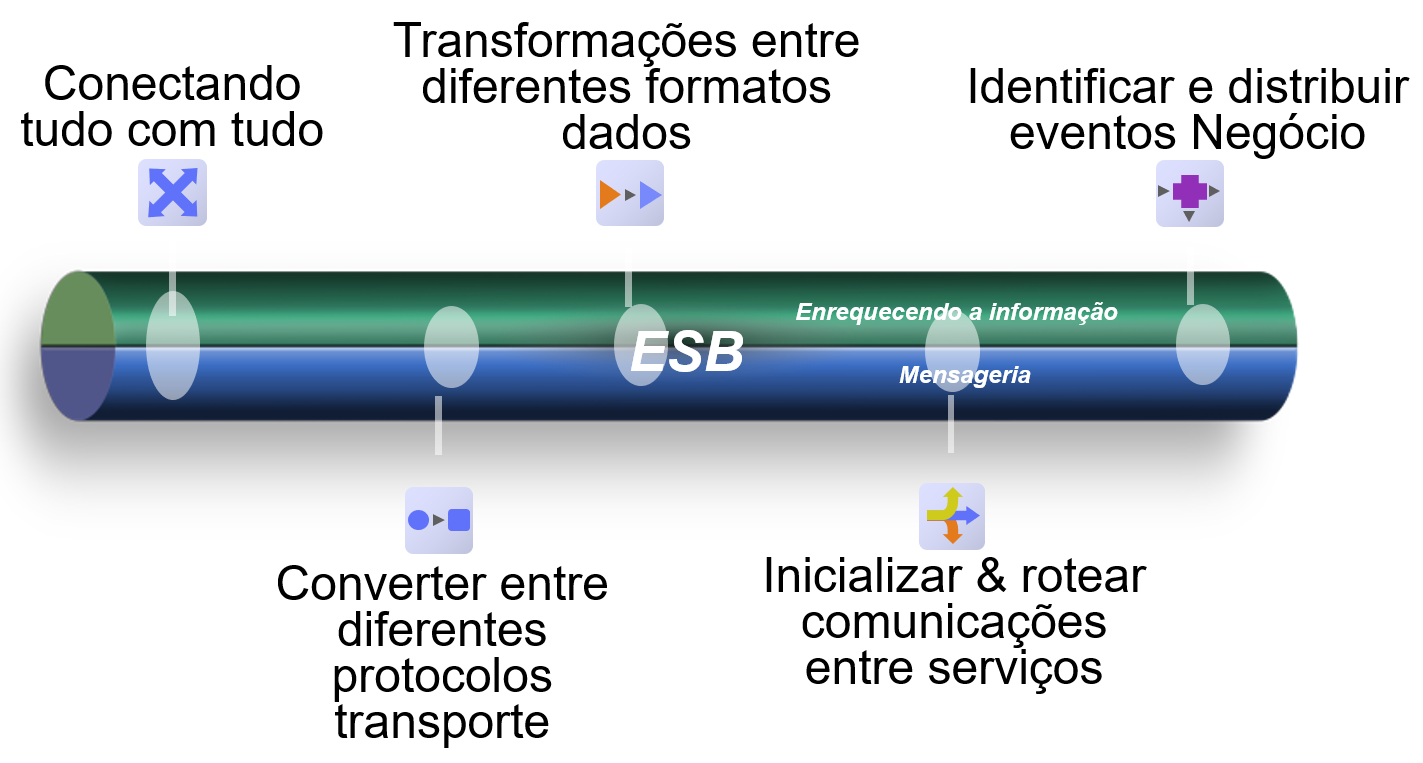 Conectando
tudo com tudo
Transformações entre
diferentes formatos
dados
Identificar e distribuir
eventos Negócio
Enrequecendo a informação
ESB
Mensageria
Converter entre
diferentes
protocolos
transporte
Inicializar & rotear
comunicações
entre serviços